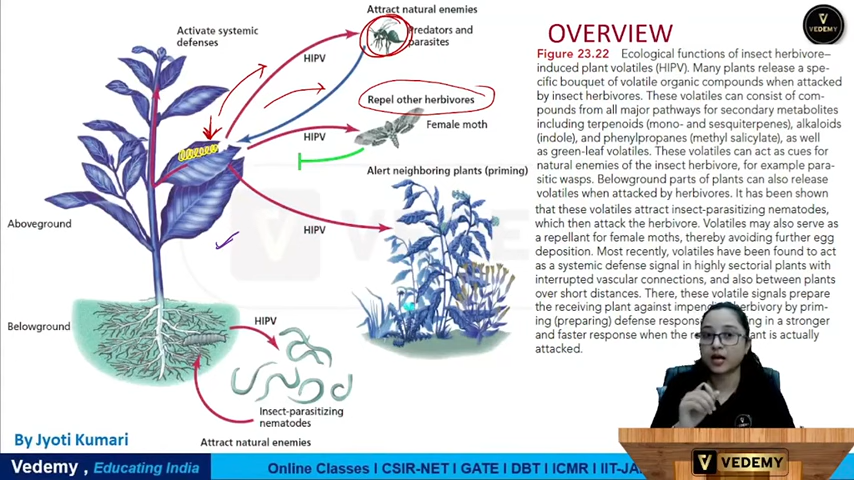 Attract natural enemies
Activate systemic
defenses
Predators and
parasites
HIPV
Repel other herbivores
HIPV
Female moth
Alert neighboring plants (priming)
HIPV
Aboveground
Belowground
HIPV
Insect-parasitizing
nematodes
Attract natural enemies
OVERVIEW
Figure 23.22 Ecological functions of insect herbivore–
induced plant volatiles (HIPV). Many plants release a spe-
cific bouquet of volatile organic compounds when attacked
by insect herbivores. These volatiles can consist of com-
pounds from all major pathways for secondary metabolites
including terpenoids (mono- and sesquiterpenes), alkaloids
(indole), and phenylpropanes (methyl salicylate), as well
as green-leaf volatiles. These volatiles can act as cues for
natural enemies of the insect herbivore, for example para-
sitic wasps. Belowground parts of plants can also release
volatiles when attacked by herbivores. It has been shown
that these volatiles attract insect-parasitizing nematodes,
which then attack the herbivore. Volatiles may also serve as
a repellant for female moths, thereby avoiding further egg
deposition. Most recently, volatiles have been found to act
as a systemic defense signal in highly sectorial plants with
interrupted vascular connections, and also between plants
over short distances. There, these volatile signals prepare
the receiving plant against herbivory by prim-
ing (preparing) defense in a stronger
and faster response when the is actually
attacked.
VEDEMY
By Jyoti Kumari
VEDEMY
Vedemy , Educating India
Online Classes I CSIR-NET I GATE I DBT I ICMR I